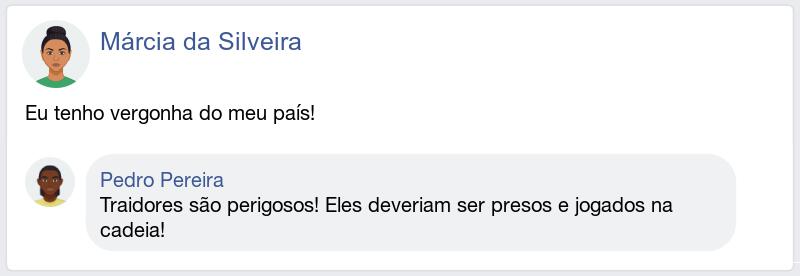 Márcia da Silveira
Eu tenho vergonha do meu país!
Pedro Pereira
Traidores são perigosos! Eles deveriam ser presos e jogados na
cadeia!